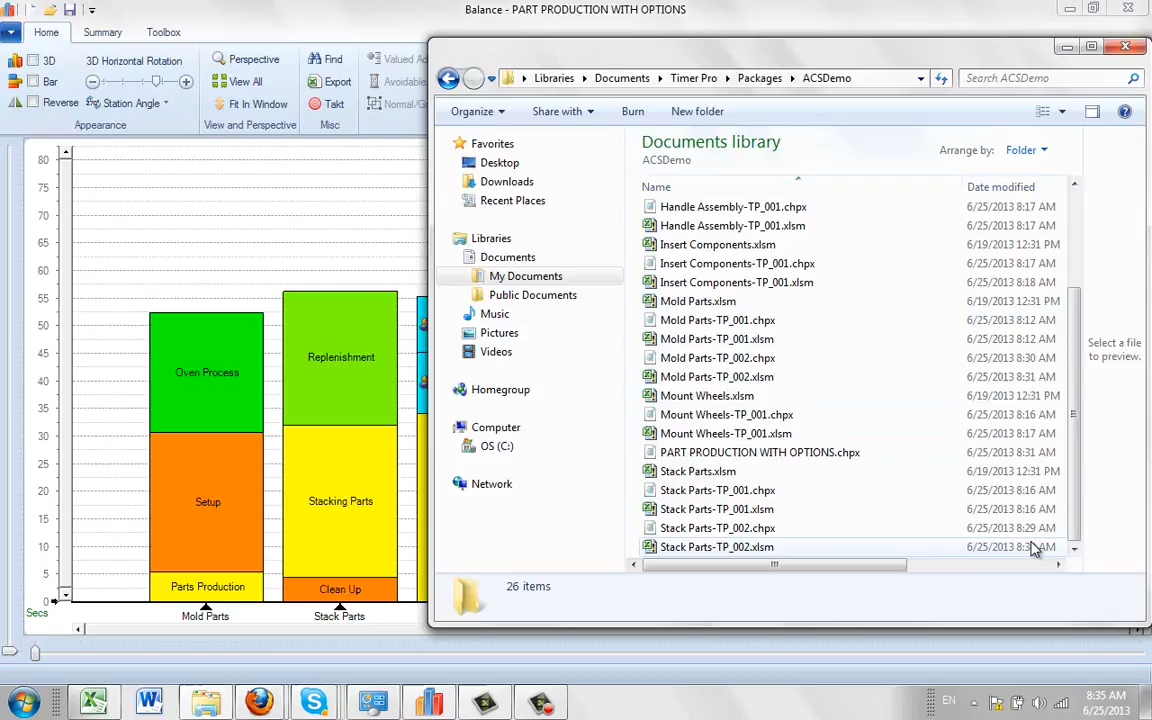 Balance - PART PRODUCTION WITH OPTIONS
Home Summary Toolbox
3D 3D Horizontal Rotation Perspective Find Valued Ac
Bar View All Export Avoidable
Reverse Station Angle Fit In Window Takt Normal/Gr
Appearance View and Perspective Misc
Libraries Documents Timer Pro Packages ACSDemo Search ACSDemo
Organize Share with Burn New folder
Favorites
Desktop
Downloads
Recent Places
Libraries
Documents
My Documents
Public Documents
Music
Pictures
Videos
Homegroup
Computer
OS (C:)
Network
Documents library
ACSDemo
Arrange by: Folder
Name Date modified
Handle Assembly-TP_001.chpx 6/25/2013 8:17 AM
Handle Assembly-TP_001.xlsm 6/25/2013 8:17 AM
Insert Components.xlsm 6/19/2013 12:31 PM
Insert Components-TP_001.chpx 6/25/2013 8:17 AM
Insert Components-TP_001.xlsm 6/25/2013 8:18 AM
Mold Parts.xlsm 6/19/2013 12:31 PM
Mold Parts-TP_001.chpx 6/25/2013 8:12 AM
Mold Parts-TP_001.xlsm 6/25/2013 8:12 AM
Mold Parts-TP_002.chpx 6/25/2013 8:30 AM
Mold Parts-TP_002.xlsm 6/25/2013 8:31 AM
Mount Wheels.xlsm 6/19/2013 12:31 PM
Mount Wheels-TP_001.chpx 6/25/2013 8:16 AM
Mount Wheels-TP_001.xlsm 6/25/2013 8:17 AM
PART PRODUCTION WITH OPTIONS.chpx 6/25/2013 8:31 AM
Stack Parts.xlsm 6/19/2013 12:31 PM
Stack Parts-TP_001.chpx 6/25/2013 8:16 AM
Stack Parts-TP_001.xlsm 6/25/2013 8:16 AM
Stack Parts-TP_002.chpx 6/25/2013 8:29 AM
Stack Parts-TP_002.xlsm 6/25/2013 AM
Select a file
to preview.
26 items
80
75
70
65
60
55
50
45
40
35
30
25
20
15
10
5
0
Secs
Oven Process
Setup
Parts Production
Replenishment
Stacking Parts
Clean Up
Mold Parts Stack Parts
EN
8:35 AM
6/25/2013